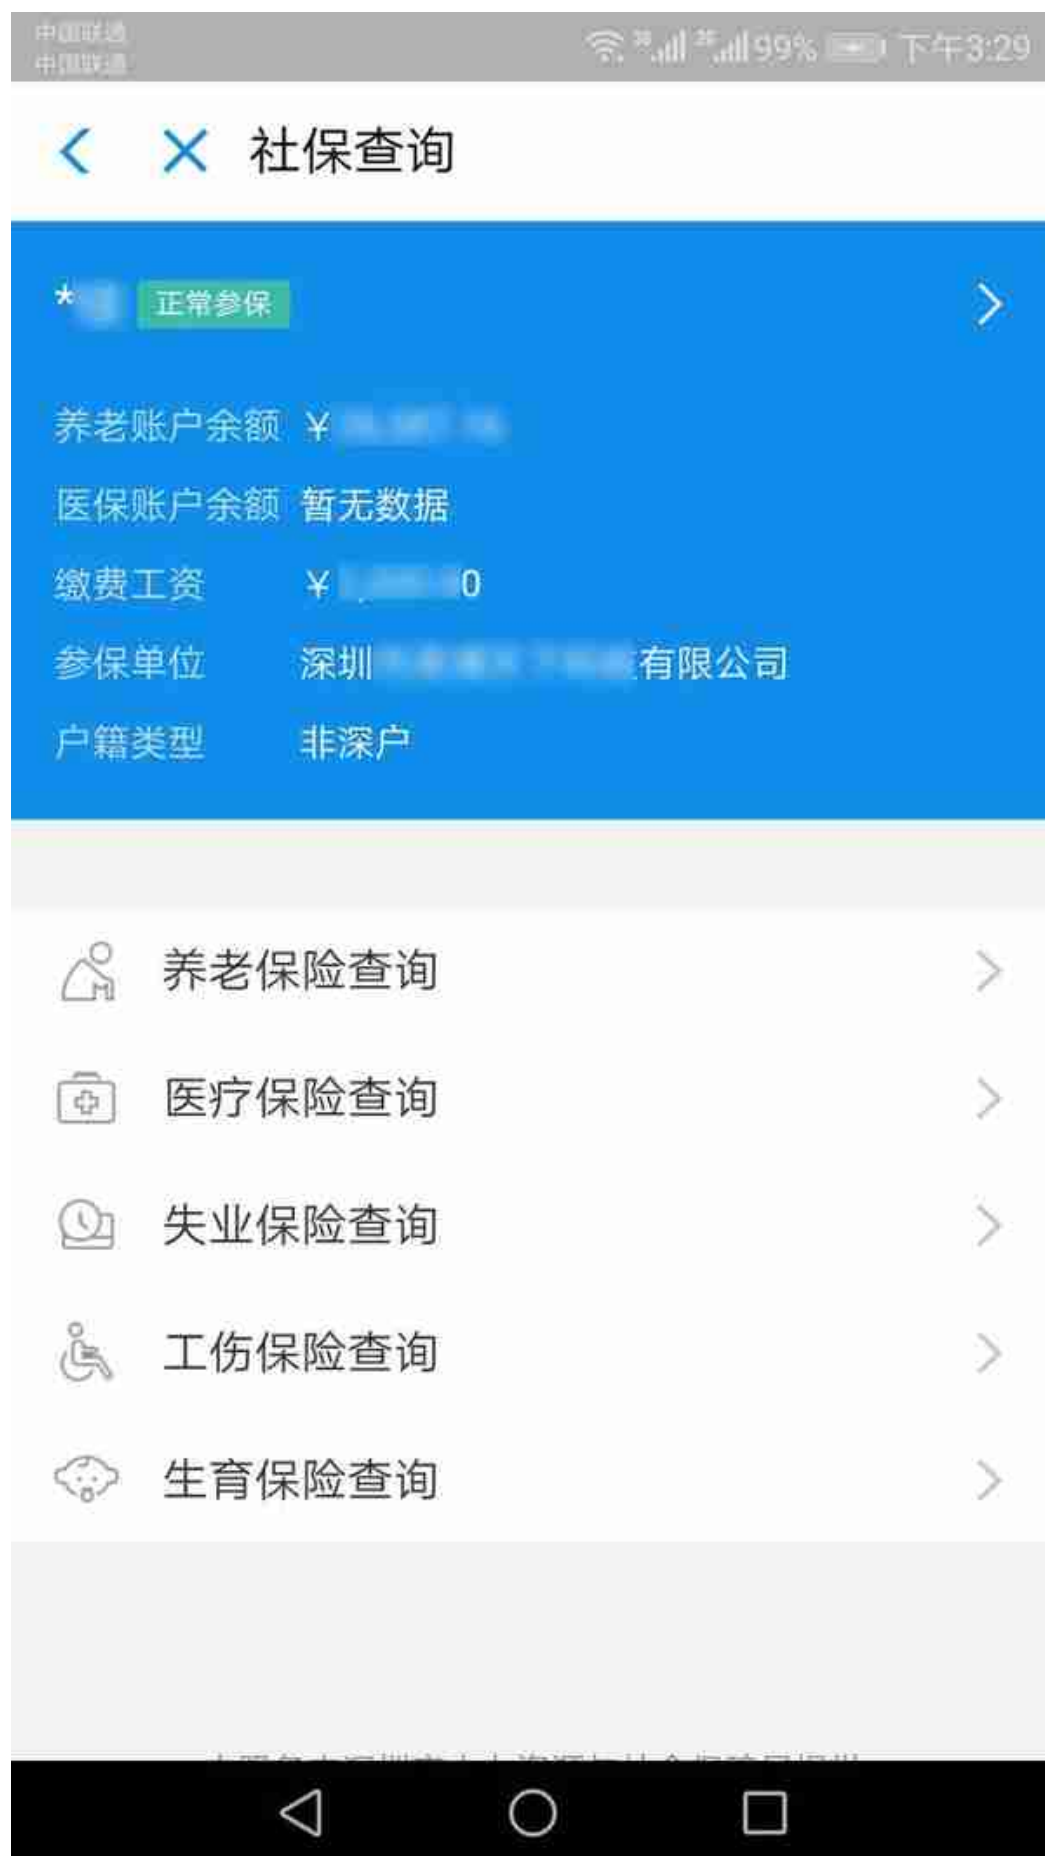 中国联通
中国联通
99% 下午3:29
社保查询
* 正常参保
养老账户余额 ¥
医保账户余额 暂无数据
缴费工资 ¥ 0
参保单位 深圳 有限公司
户籍类型 非深户
养老保险查询
医疗保险查询
失业保险查询
工伤保险查询
生育保险查询